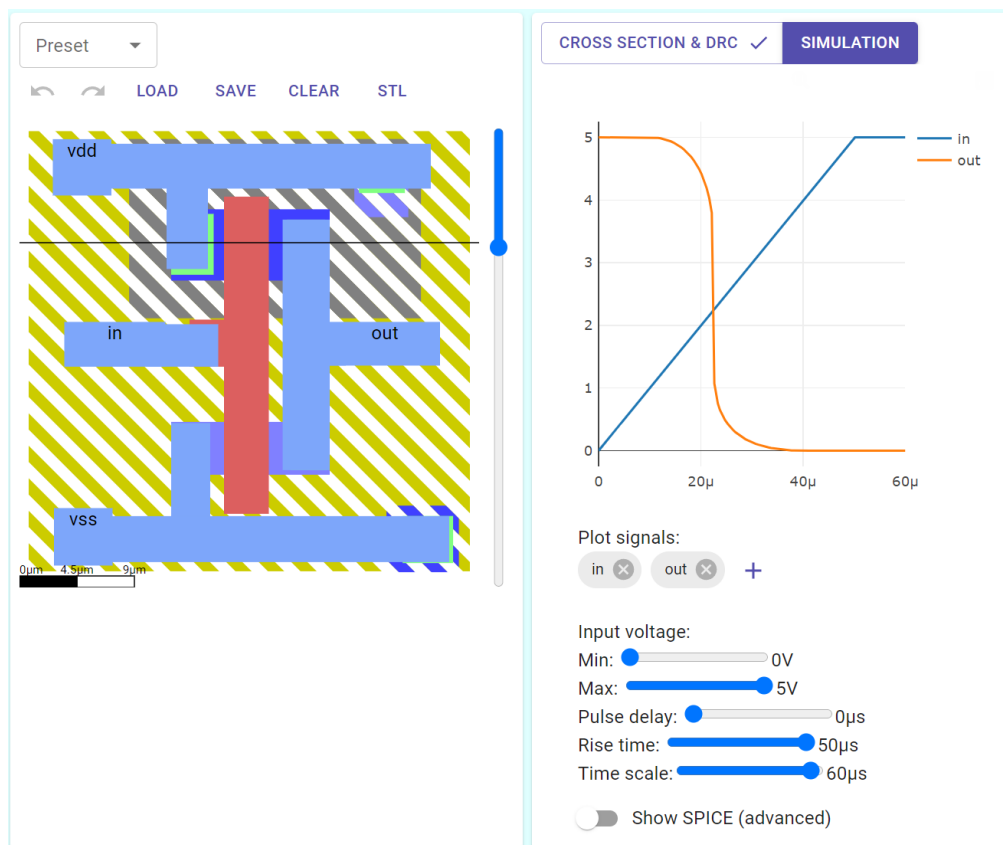 Preset
CROSS SECTION & DRC
SIMULATION
LOAD
SAVE
CLEAR
STL
vdd
in
out
vss
0μm 4.5μm 9μm
5
4
3
2
1
0
0
20μ
40μ
60μ
in
out
Plot signals:
in
out
+
Input voltage:
Min: 0V
Max: 5V
Pulse delay: 0μs
Rise time: 50μs
Time scale: 60μs
Show SPICE (advanced)